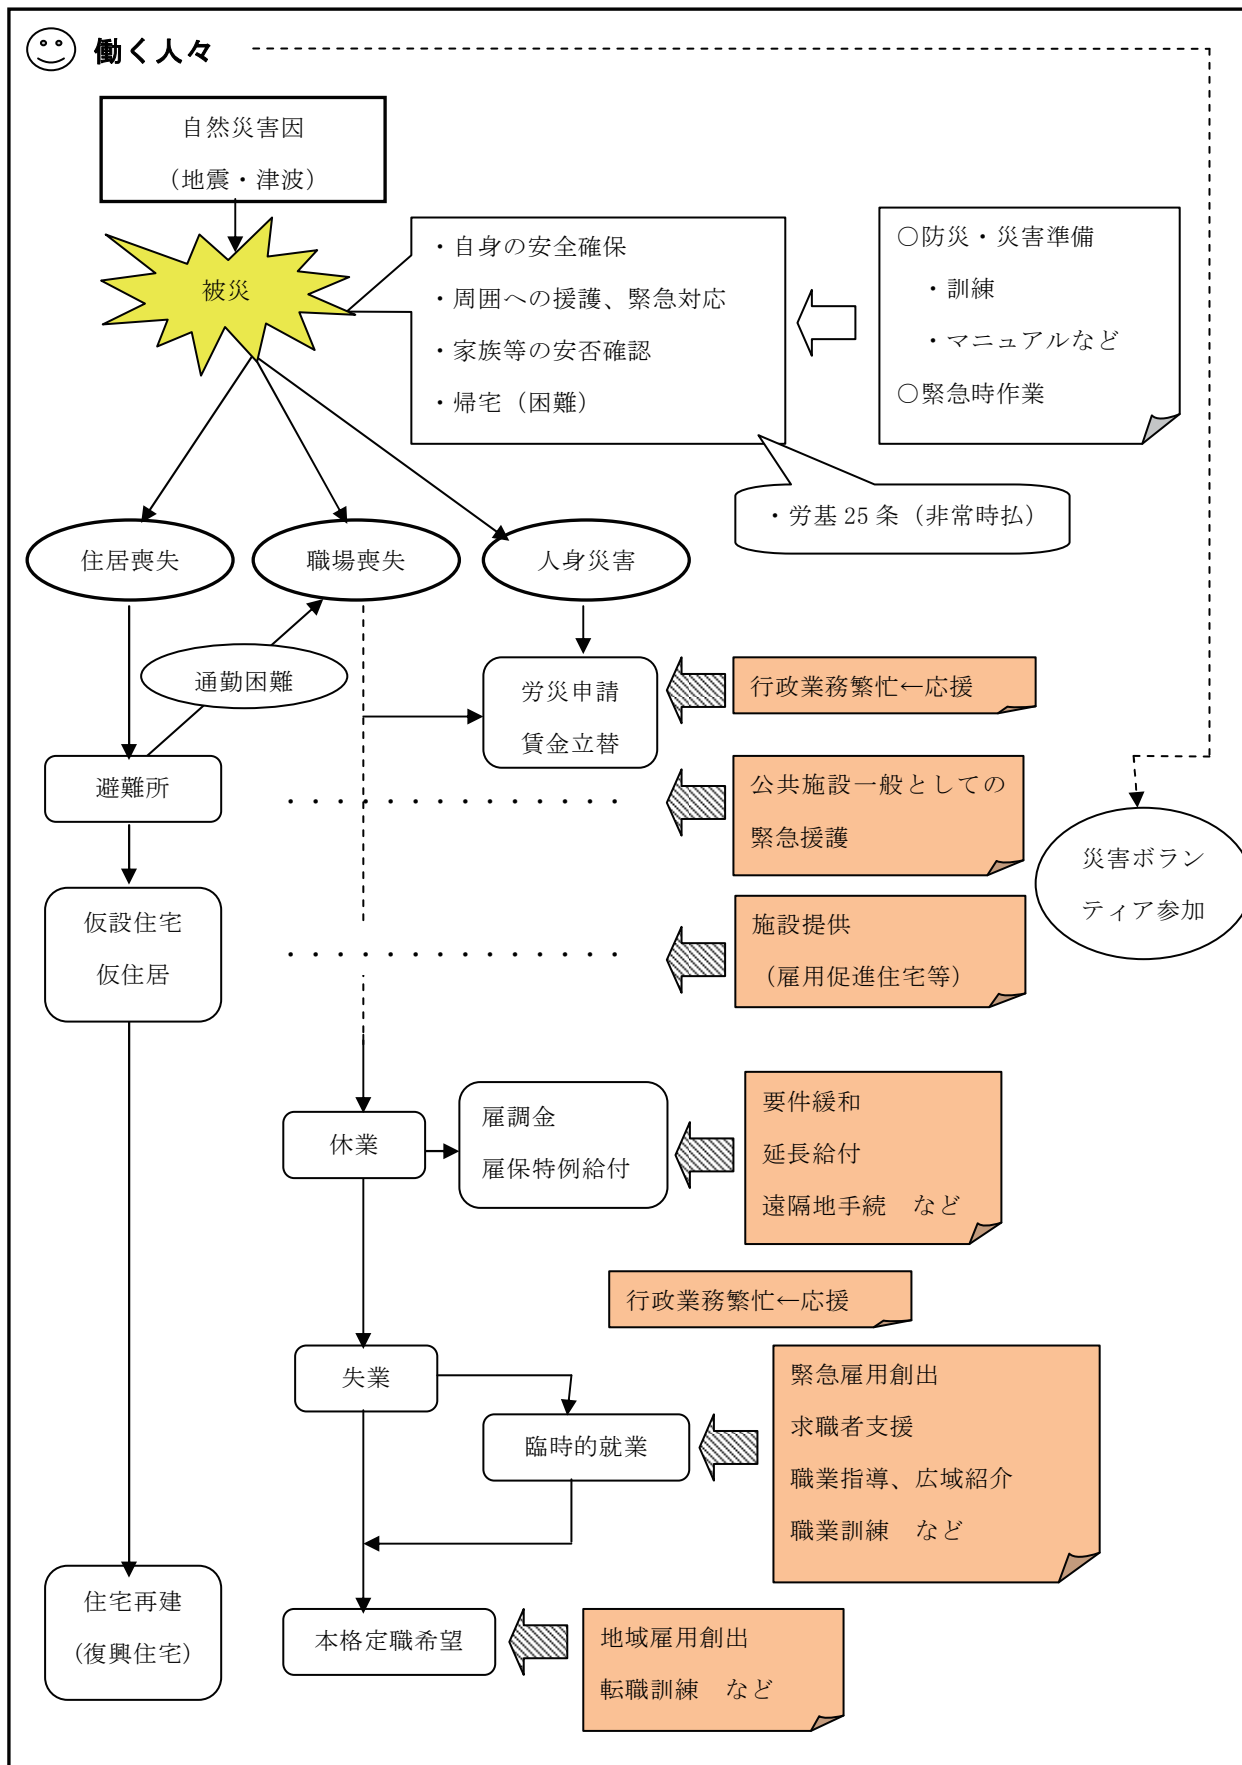 働く人々
自然災害因
（地震・津波）
被災
・自身の安全確保
・周囲への援護、緊急対応
・家族等の安否確認
・帰宅（困難）
○防災・災害準備
・訓練
・マニュアルなど
○緊急時作業
・労基 25 条（非常時払）
住居喪失
職場喪失
人身災害
通勤困難
労災申請
賃金立替
行政業務繁忙←応援
避難所
・・・・・・・・・・・・・・
公共施設一般としての
緊急援護
災害ボラン
ティア参加
仮設住宅
仮住居
・・・・・・・・・・・・・・
施設提供
（雇用促進住宅等）
休業
雇調金
雇保特例給付
要件緩和
延長給付
遠隔地手続　など
行政業務繁忙←応援
失業
臨時的就業
緊急雇用創出
求職者支援
職業指導、広域紹介
職業訓練　など
住宅再建
(復興住宅)
本格定職希望
地域雇用創出
転職訓練　など